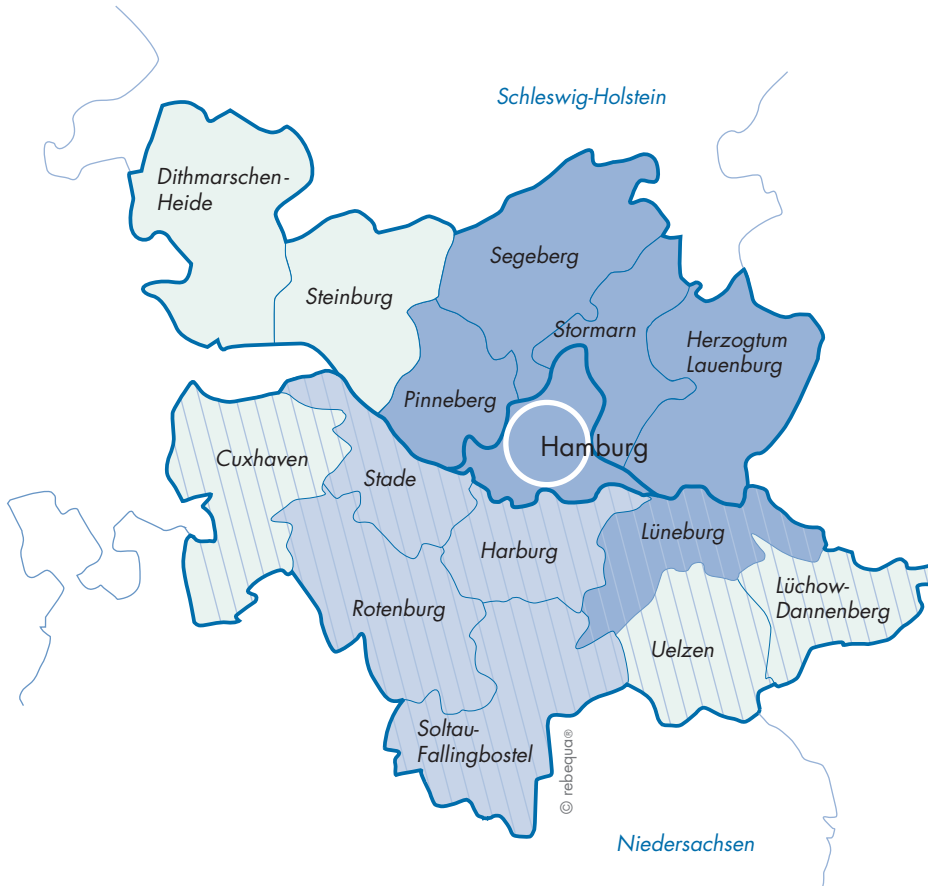 Schleswig-Holstein
Dithmarschen-
Heide
Segeberg
Steinburg
Stormarn
Herzogtum
Lauenburg
Pinneberg
Hamburg
Cuxhaven
Stade
Lüneburg
Harburg
Lüchow-
Dannenberg
Rotenburg
Uelzen
Soltau-
Fallingbostel
© rebequa®
Niedersachsen